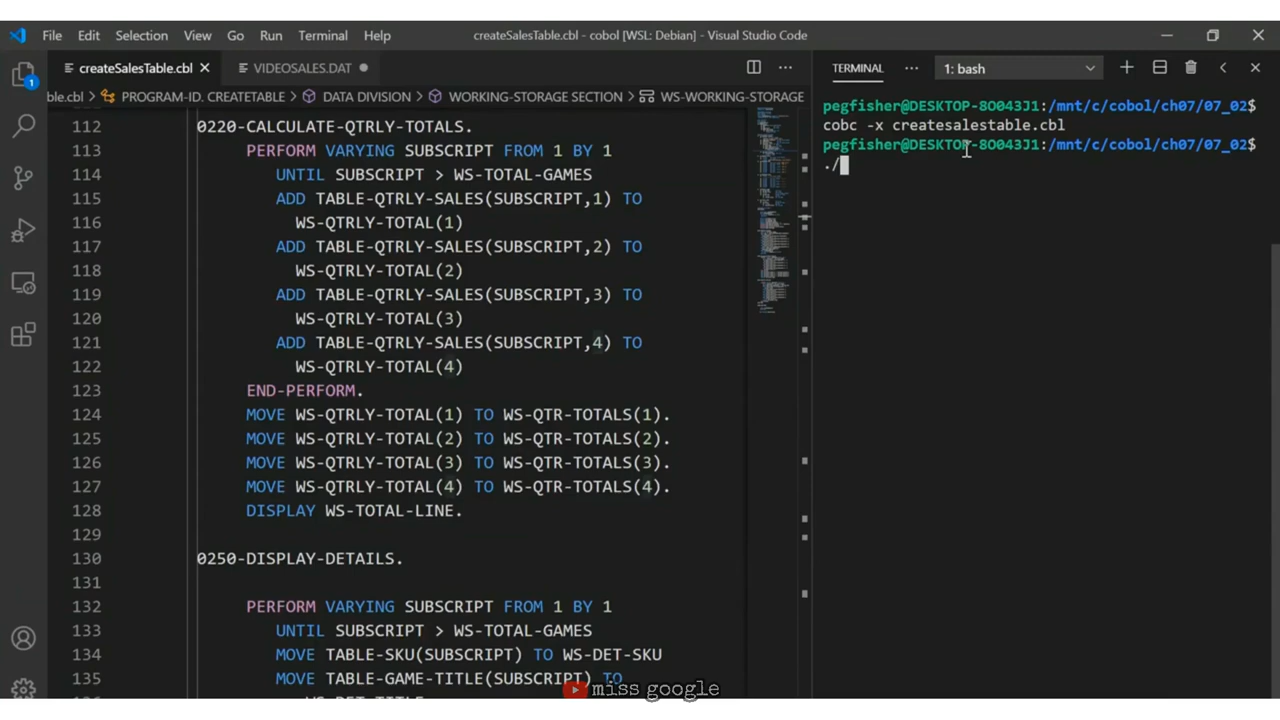 File Edit Selection View Go Run Terminal Help createSalesTable.cbl - cobol [WSL: Debian] - Visual Studio Code
createSalesTable.cbl VIDEOSALES.DAT
ble.cbl > PROGRAM-ID. CREATETABLE > DATA DIVISION > WORKING-STORAGE SECTION > WS-WORKING-STORAGE
112 0220-CALCULATE-QTRLY-TOTALS.
113 PERFORM VARYING SUBSCRIPT FROM 1 BY 1
114 UNTIL SUBSCRIPT > WS-TOTAL-GAMES
115 ADD TABLE-QTRLY-SALES(SUBSCRIPT,1) TO
116 WS-QTRLY-TOTAL(1)
117 ADD TABLE-QTRLY-SALES(SUBSCRIPT,2) TO
118 WS-QTRLY-TOTAL(2)
119 ADD TABLE-QTRLY-SALES(SUBSCRIPT,3) TO
120 WS-QTRLY-TOTAL(3)
121 ADD TABLE-QTRLY-SALES(SUBSCRIPT,4) TO
122 WS-QTRLY-TOTAL(4)
123 END-PERFORM.
124 MOVE WS-QTRLY-TOTAL(1) TO WS-QTR-TOTALS(1).
125 MOVE WS-QTRLY-TOTAL(2) TO WS-QTR-TOTALS(2).
126 MOVE WS-QTRLY-TOTAL(3) TO WS-QTR-TOTALS(3).
127 MOVE WS-QTRLY-TOTAL(4) TO WS-QTR-TOTALS(4).
128 DISPLAY WS-TOTAL-LINE.
129
130 0250-DISPLAY-DETAILS.
131
132 PERFORM VARYING SUBSCRIPT FROM 1 BY 1
133 UNTIL SUBSCRIPT > WS-TOTAL-GAMES
134 MOVE TABLE-SKU(SUBSCRIPT) TO WS-DET-SKU
135 MOVE TABLE-GAME-TITLE(SUBSCRIPT) TO
TERMINAL 1: bash
pegfisher@DESKTOP-8O043J1:/mnt/c/cobol/ch07/07_02$
cobc -x createsalestable.cbl
pegfisher@DESKTOP-8O043J1:/mnt/c/cobol/ch07/07_02$
./
1
miss google